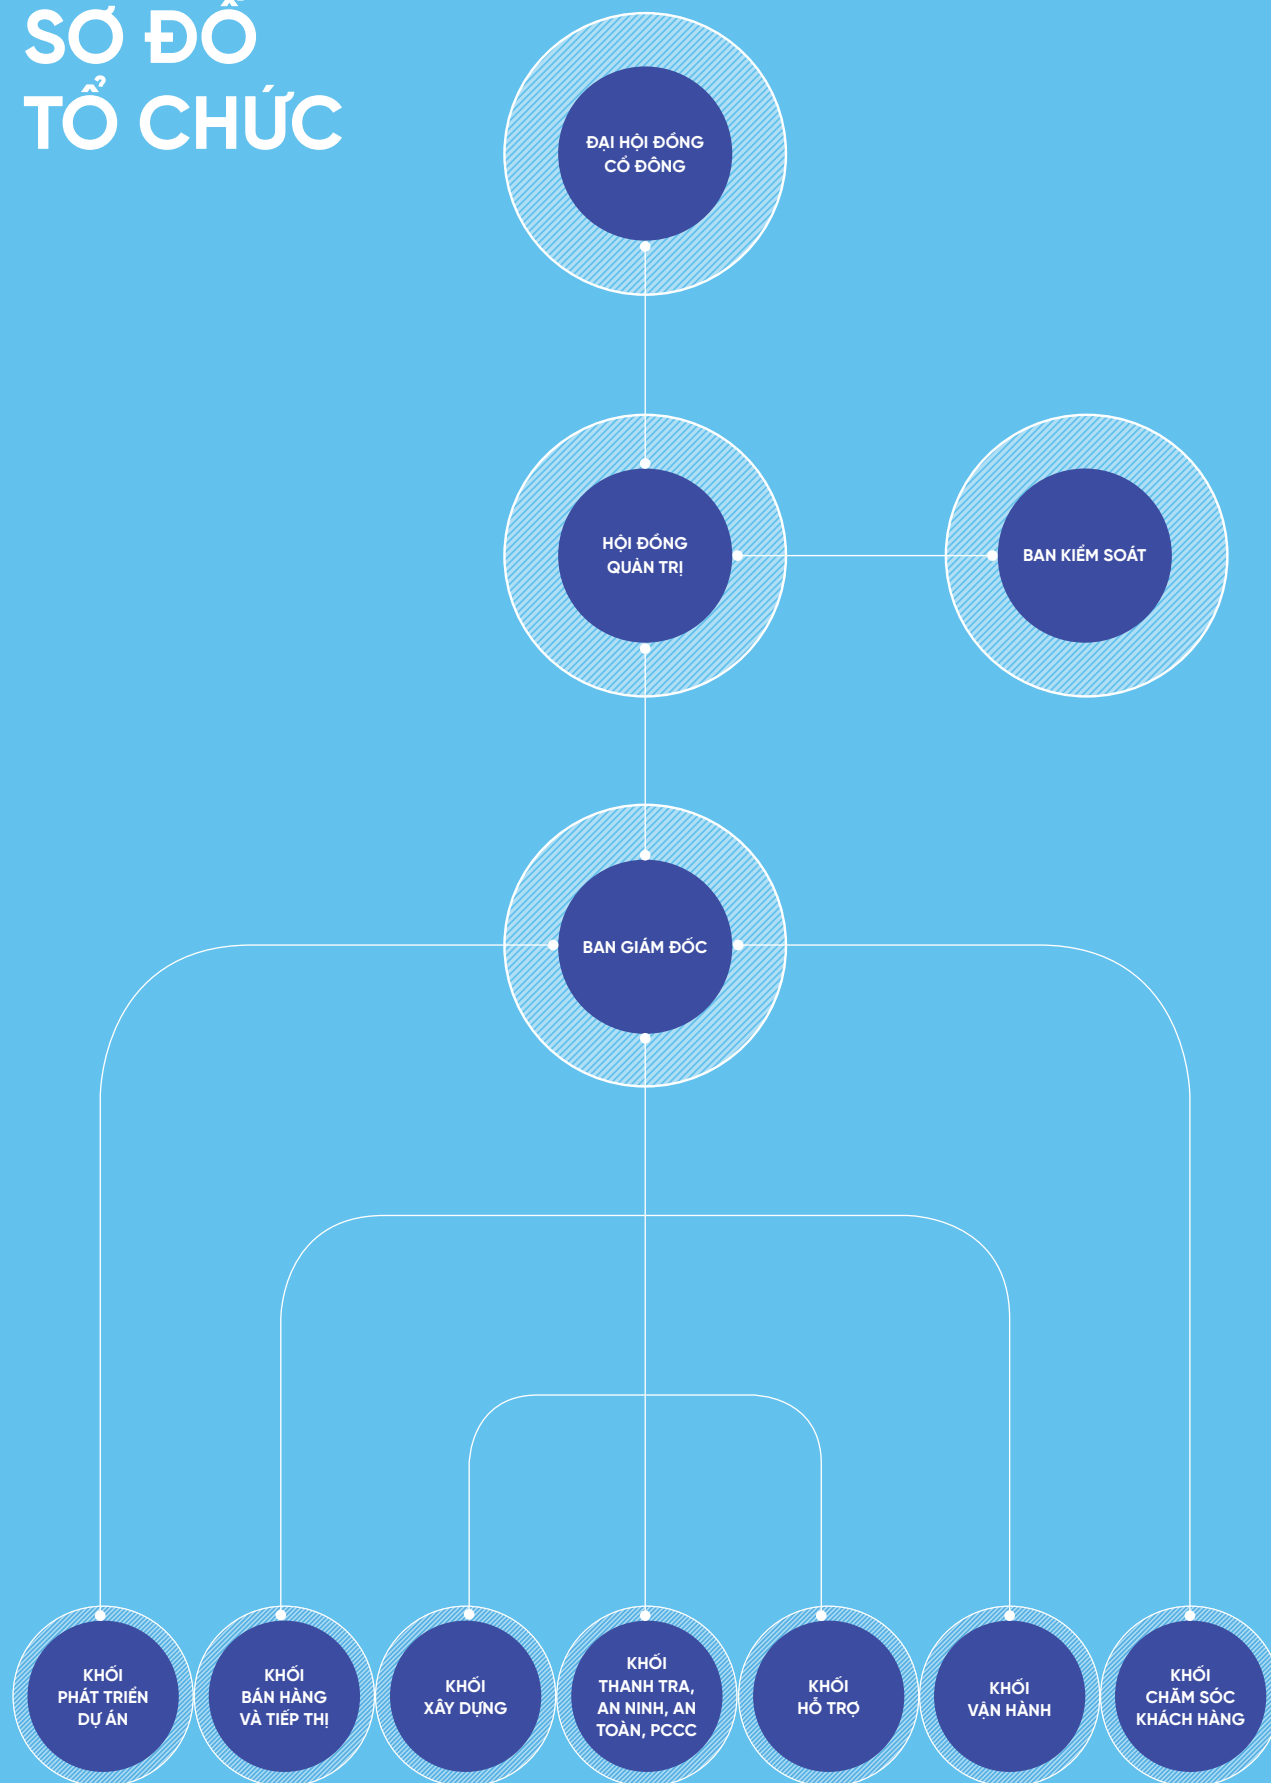 SƠ ĐỒ
TỔ CHỨC
ĐẠI HỘI ĐỒNG
CỔ ĐÔNG
HỘI ĐỒNG
QUẢN TRỊ
BAN KIỂM SOÁT
BAN GIÁM ĐỐC
KHỐI
PHÁT TRIỂN
DỰ ÁN
KHỐI
BÁN HÀNG
VÀ TIẾP THỊ
KHỐI
XÂY DỰNG
KHỐI
THANH TRA,
AN NINH, AN
TOÀN, PCCC
KHỐI
HỖ TRỢ
KHỐI
VẬN HÀNH
KHỐI
CHĂM SÓC
KHÁCH HÀNG